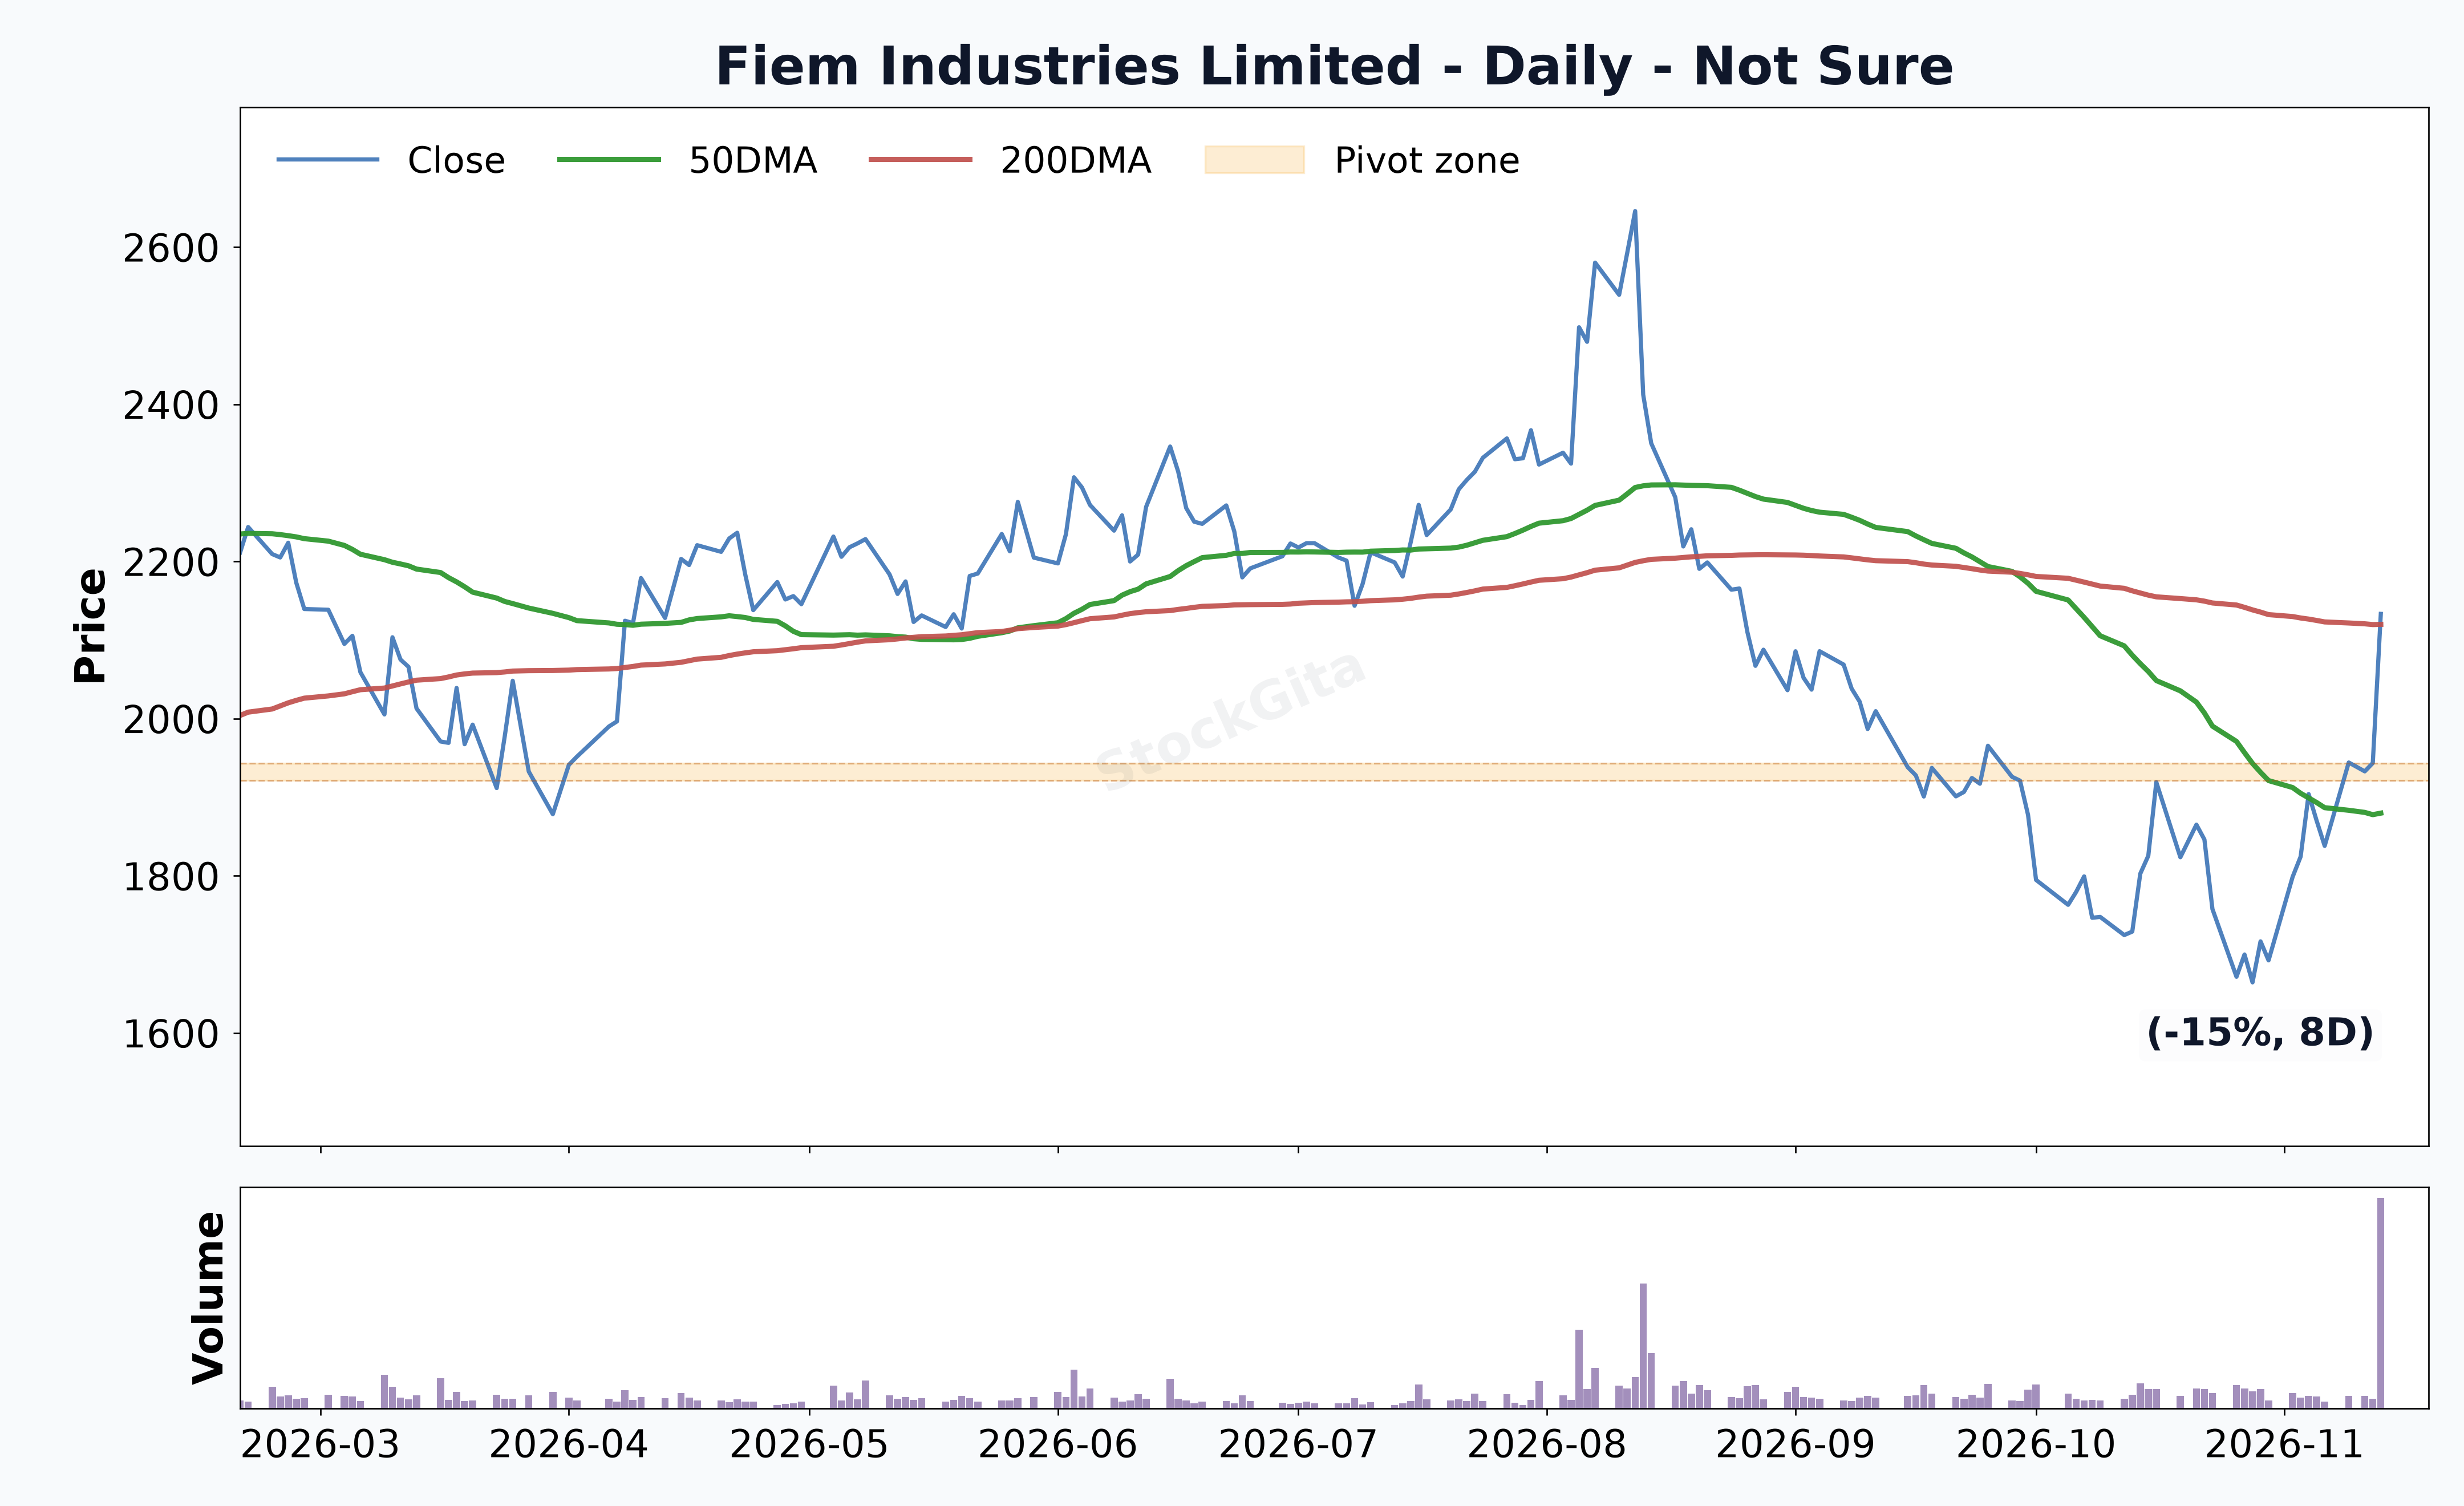 Fiem Industries Limited - Daily - Not Sure
Close 50DMA 200DMA Pivot zone
Price
2600
2400
2200
2000
1800
1600
StockGita
(-15%, 8D)
Volume
2026-03 2026-04 2026-05 2026-06 2026-07 2026-08 2026-09 2026-10 2026-11